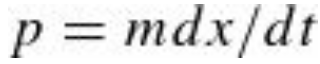 p = mdx/dt